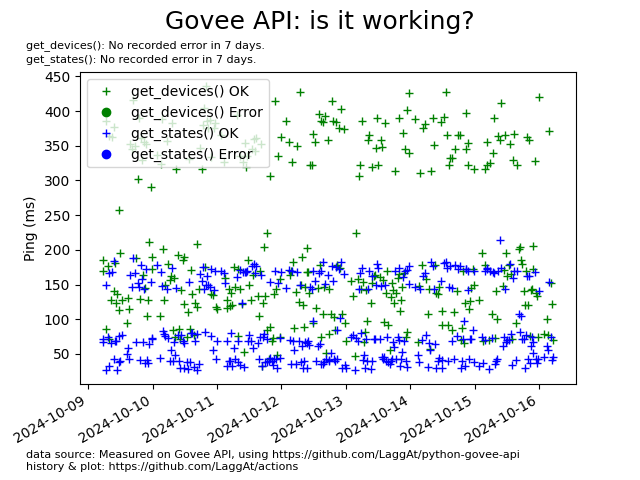 Govee API: is it working?
get_devices(): No recorded error in 7 days.
get_states(): No recorded error in 7 days.
450
400
350
300
250
200
150
100
50
Ping (ms)
get_devices() OK
get_devices() Error
get_states() OK
get_states() Error
2024-10-09
2024-10-10
2024-10-11
2024-10-12
2024-10-13
2024-10-14
2024-10-15
2024-10-16
data source: Measured on Govee API, using https://github.com/LaggAt/python-govee-api
history & plot: https://github.com/LaggAt/actions